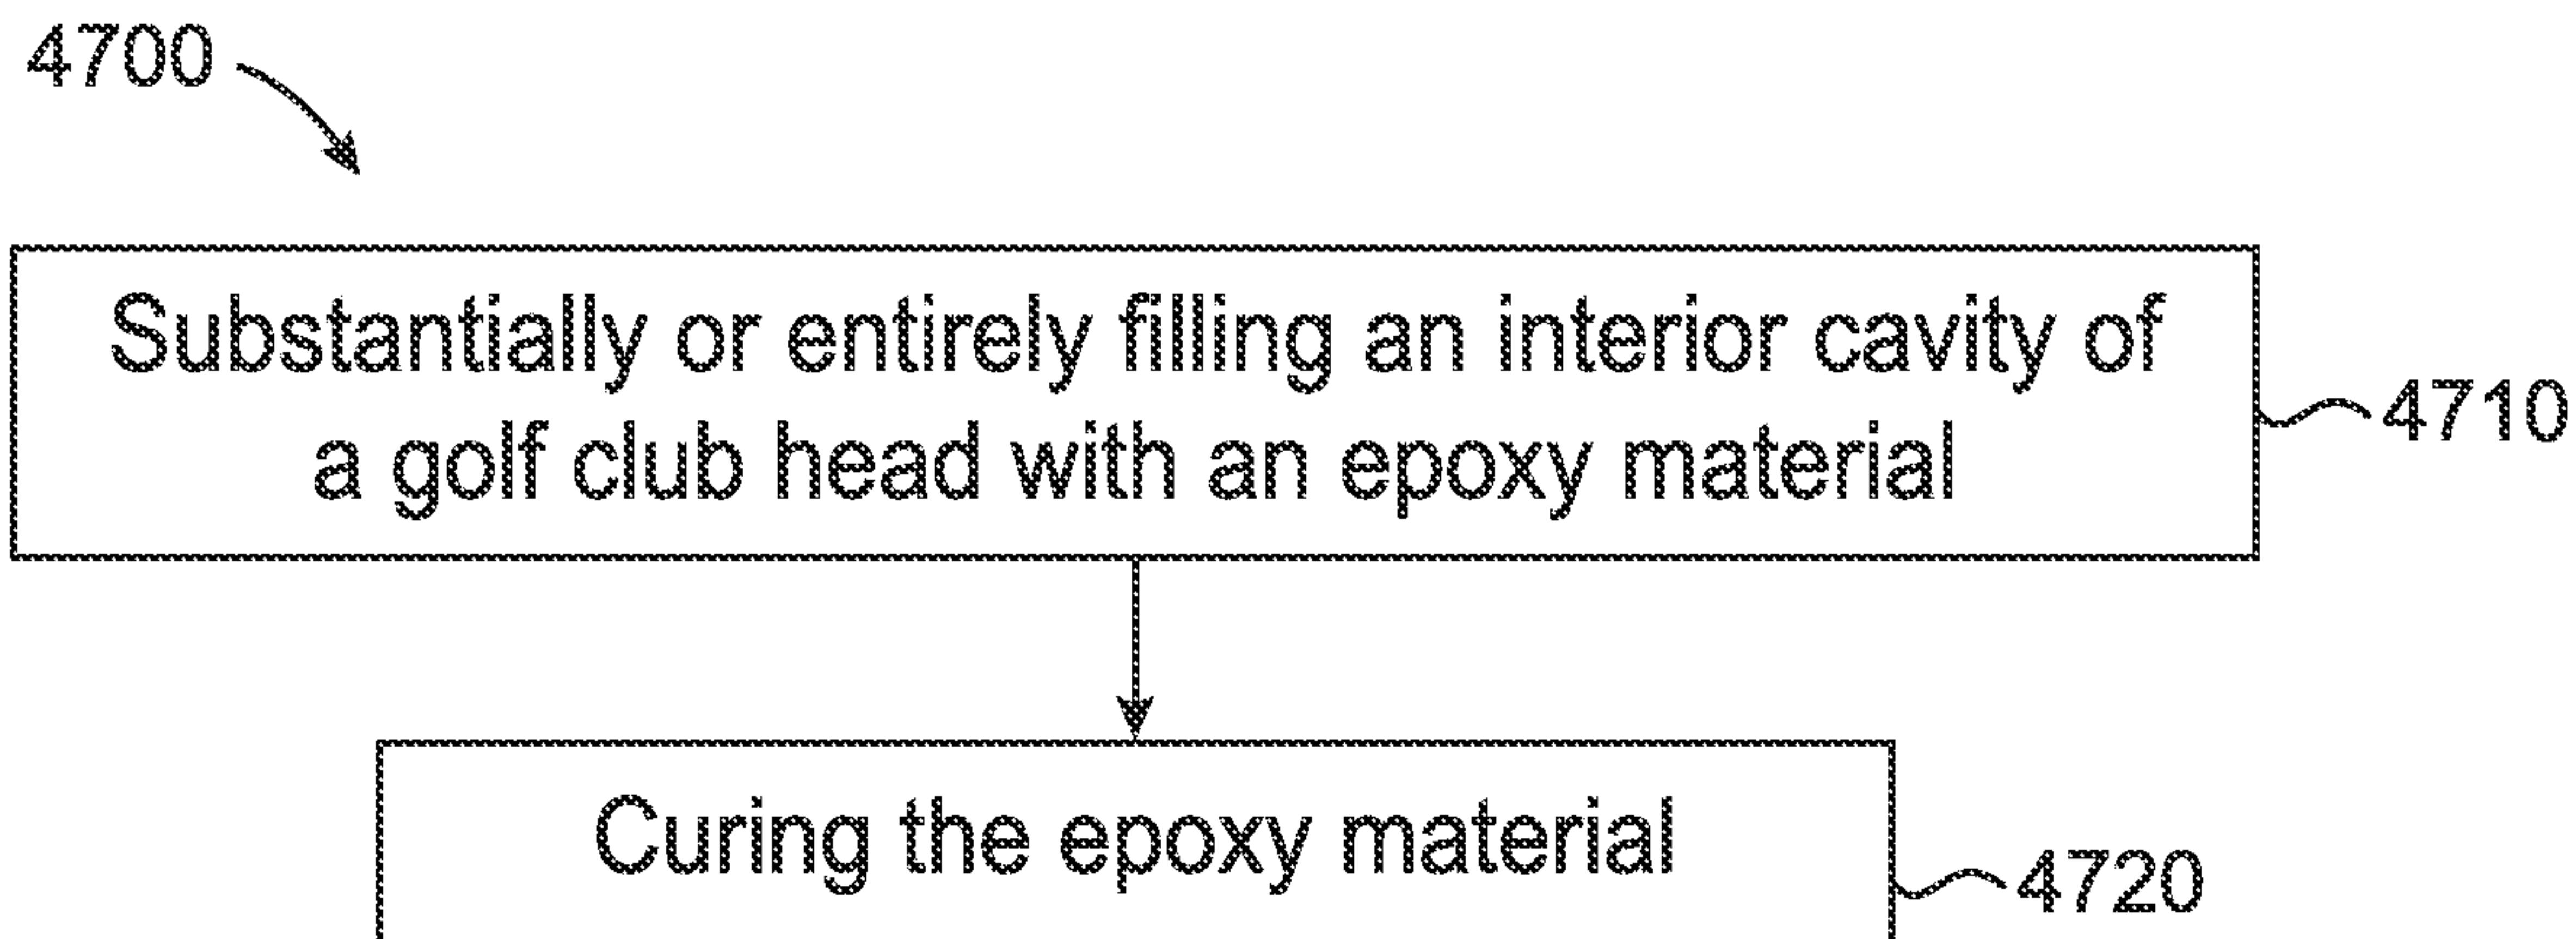 4700
Substantially or entirely filling an interior cavity of
a golf club head with an epoxy material
4710
Curing the epoxy material
4720